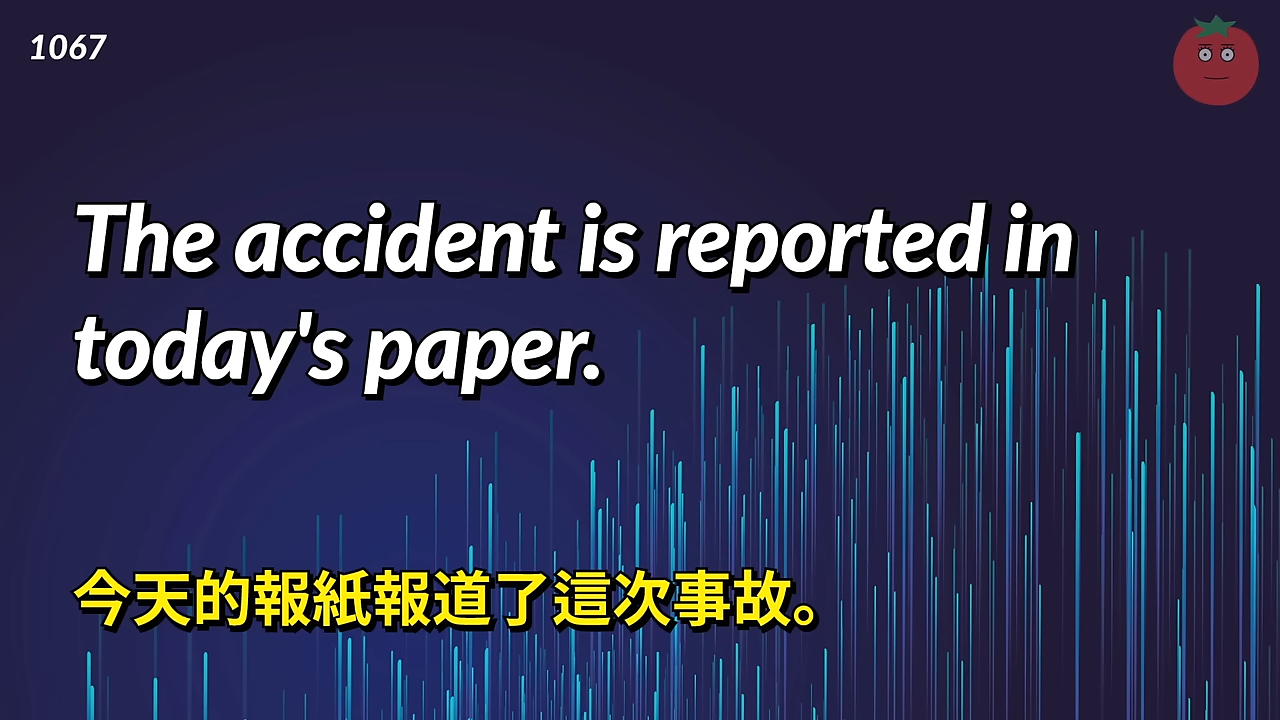 1067
The accident is reported in
today's paper.
今天的報紙報道了這次事故。